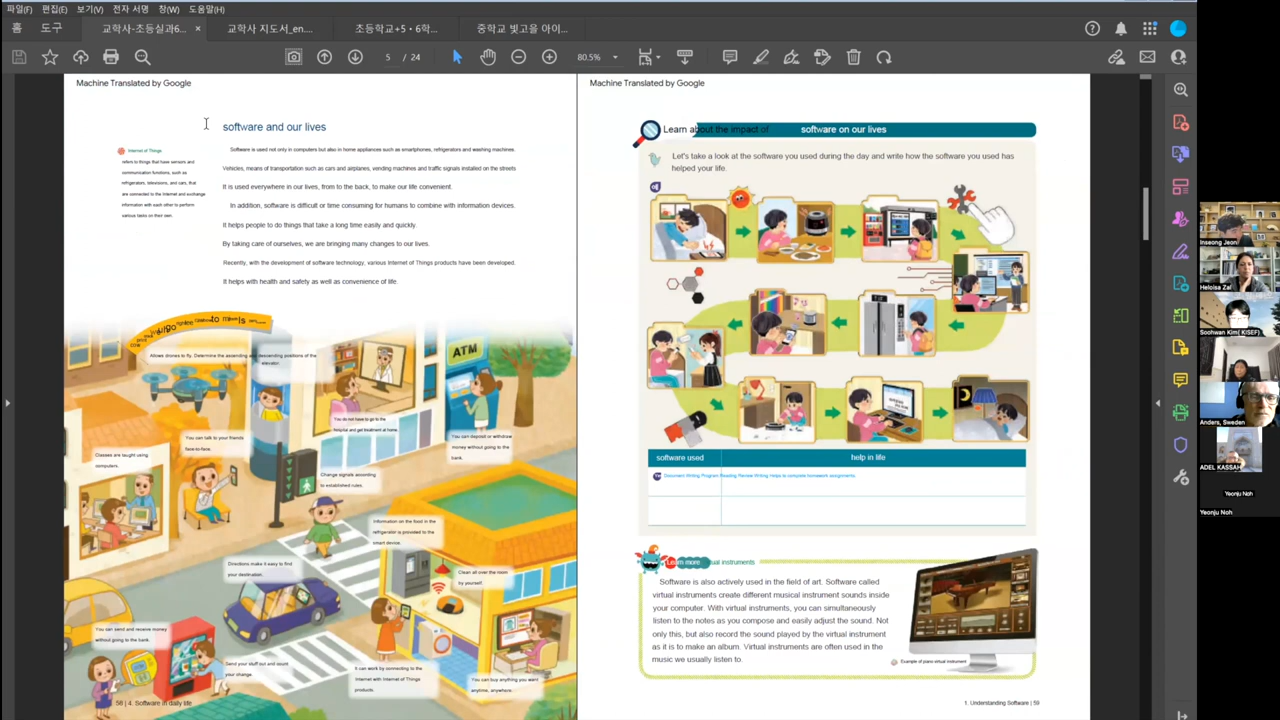 파일(F) 편집(E) 보기(V) 전자 서명 창(W) 도움말(H)
홈 도구 교학사-초등실과6... × 교학사 지도서_en.... 초등학교+5・6학... 중학교 빛고을 아이...
5 / 24 80.5%
Machine Translated by Google
software and our lives
Internet of Things
refers to things that have sensors and
communication functions, such as
refrigerators, televisions, and cars, that
are connected to the Internet and exchange
information with each other to perform
various tasks on their own.
Software is used not only in computers but also in home appliances such as smartphones, refrigerators and washing machines.
Vehicles, means of transportation such as cars and airplanes, vending machines and traffic signals installed on the streets
It is used everywhere in our lives, from to the back, to make our life convenient.
In addition, software is difficult or time consuming for humans to combine with information devices.
It helps people to do things that take a long time easily and quickly.
By taking care of ourselves, we are bringing many changes to our lives.
Recently, with the development of software technology, various Internet of Things products have been developed.
It helps with health and safety as well as convenience of life.
Allows drones to fly. Determine the ascending and descending positions of the
elevator.
ATM
You do not have to go to the
hospital and get treatment at home.
You can talk to your friends
face-to-face.
You can deposit or withdraw
money without going to the
bank.
Classes are taught using
computers.
Change signals according
to established rules.
Information on the food in the
refrigerator is provided to the
smart device.
Directions make it easy to find
your destination.
Clean all over the room
by yourself.
You can send and receive money
without going to the bank.
Send your stuff out and count
your change.
It can work by connecting to the
Internet with Internet of Things
products.
You can buy anything you want
anytime, anywhere.
58 | 4. Software in daily life
Machine Translated by Google
Learn about the impact of software on our lives
Let's take a look at the software you used during the day and write how the software you used has
helped your life.
software used help in life
Document Writing Program Reading Review Writing Helps to complete homework assignments.
Learn more virtual instruments
Software is also actively used in the field of art. Software called
virtual instruments create different musical instrument sounds inside
your computer. With virtual instruments, you can simultaneously
listen to the notes as you compose and easily adjust the sound. Not
only this, but also record the sound played by the virtual instrument
as it is to make an album. Virtual instruments are often used in the
music we usually listen to.
Example of piano virtual instrument
1. Understanding Software | 59
Inseong Jeon
Heloisa Zal
Soohwan Kim( KISEF)
Anders, Sweden
ADEL KASSAH
Yeonju Noh
Yeonju Noh